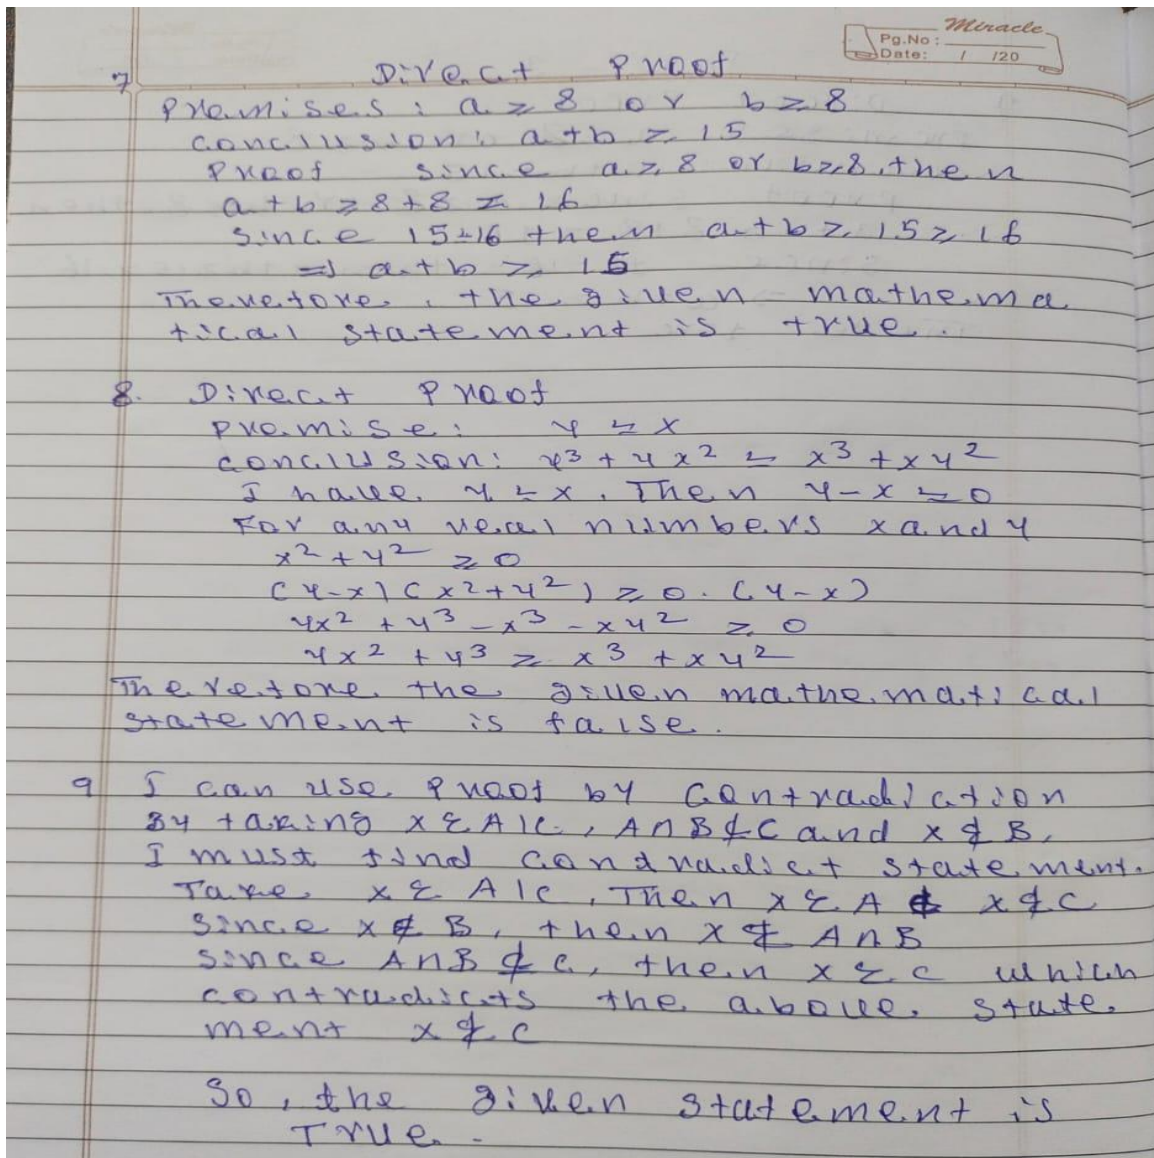 Miracle
Pg.No :
Date: / /20
7 Direct Proof
Premises : a ≥ 8 or b ≥ 8
conclusion: a+b ≥ 15
Proof since a ≥ 8 or b ≥ 8, then
a+b ≥ 8+8 = 16
since 15 16 then a+b ≥ 15 ≥ 16
⇒ a+b ≥ 15
Therefore, the given mathema
tical statement is true.
8. Direct Proof
Premise: y = x
conclusion: y³ + yx² = x³ + xy²
I have y = x. Then y - x = 0
For any real numbers x and y
x² + y² ≥ 0
(y-x) (x²+y²) ≥ 0 . (y-x)
yx² + y³ - x³ - xy² ≥ 0
yx² + y³ ≥ x³ + xy²
Therefore the given mathematical
statement is false.
9 I can use Proof by Contradiction
By taking x ∈ A\C, A∩B ⊄ C and x ∉ B,
I must find contradict statement.
Take x ∈ A\C, Then x ∈ A x ∉ C
since x ∉ B, then x ∉ A∩B
since A∩B ⊄ C, then x ∈ C which
contradicts the above state.
ment x ∉ C
So, the given statement is
True.